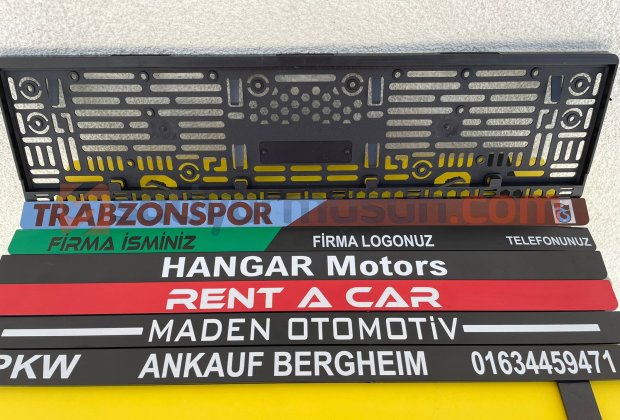 TRABZONSPOR
FİRMA İSMİNİZ FİRMA LOGONUZ TELEFONUNUZ
HANGAR Motors
RENT A CAR
MADEN OTOMOTİV
PKW ANKAUF BERGHEIM 01634459471